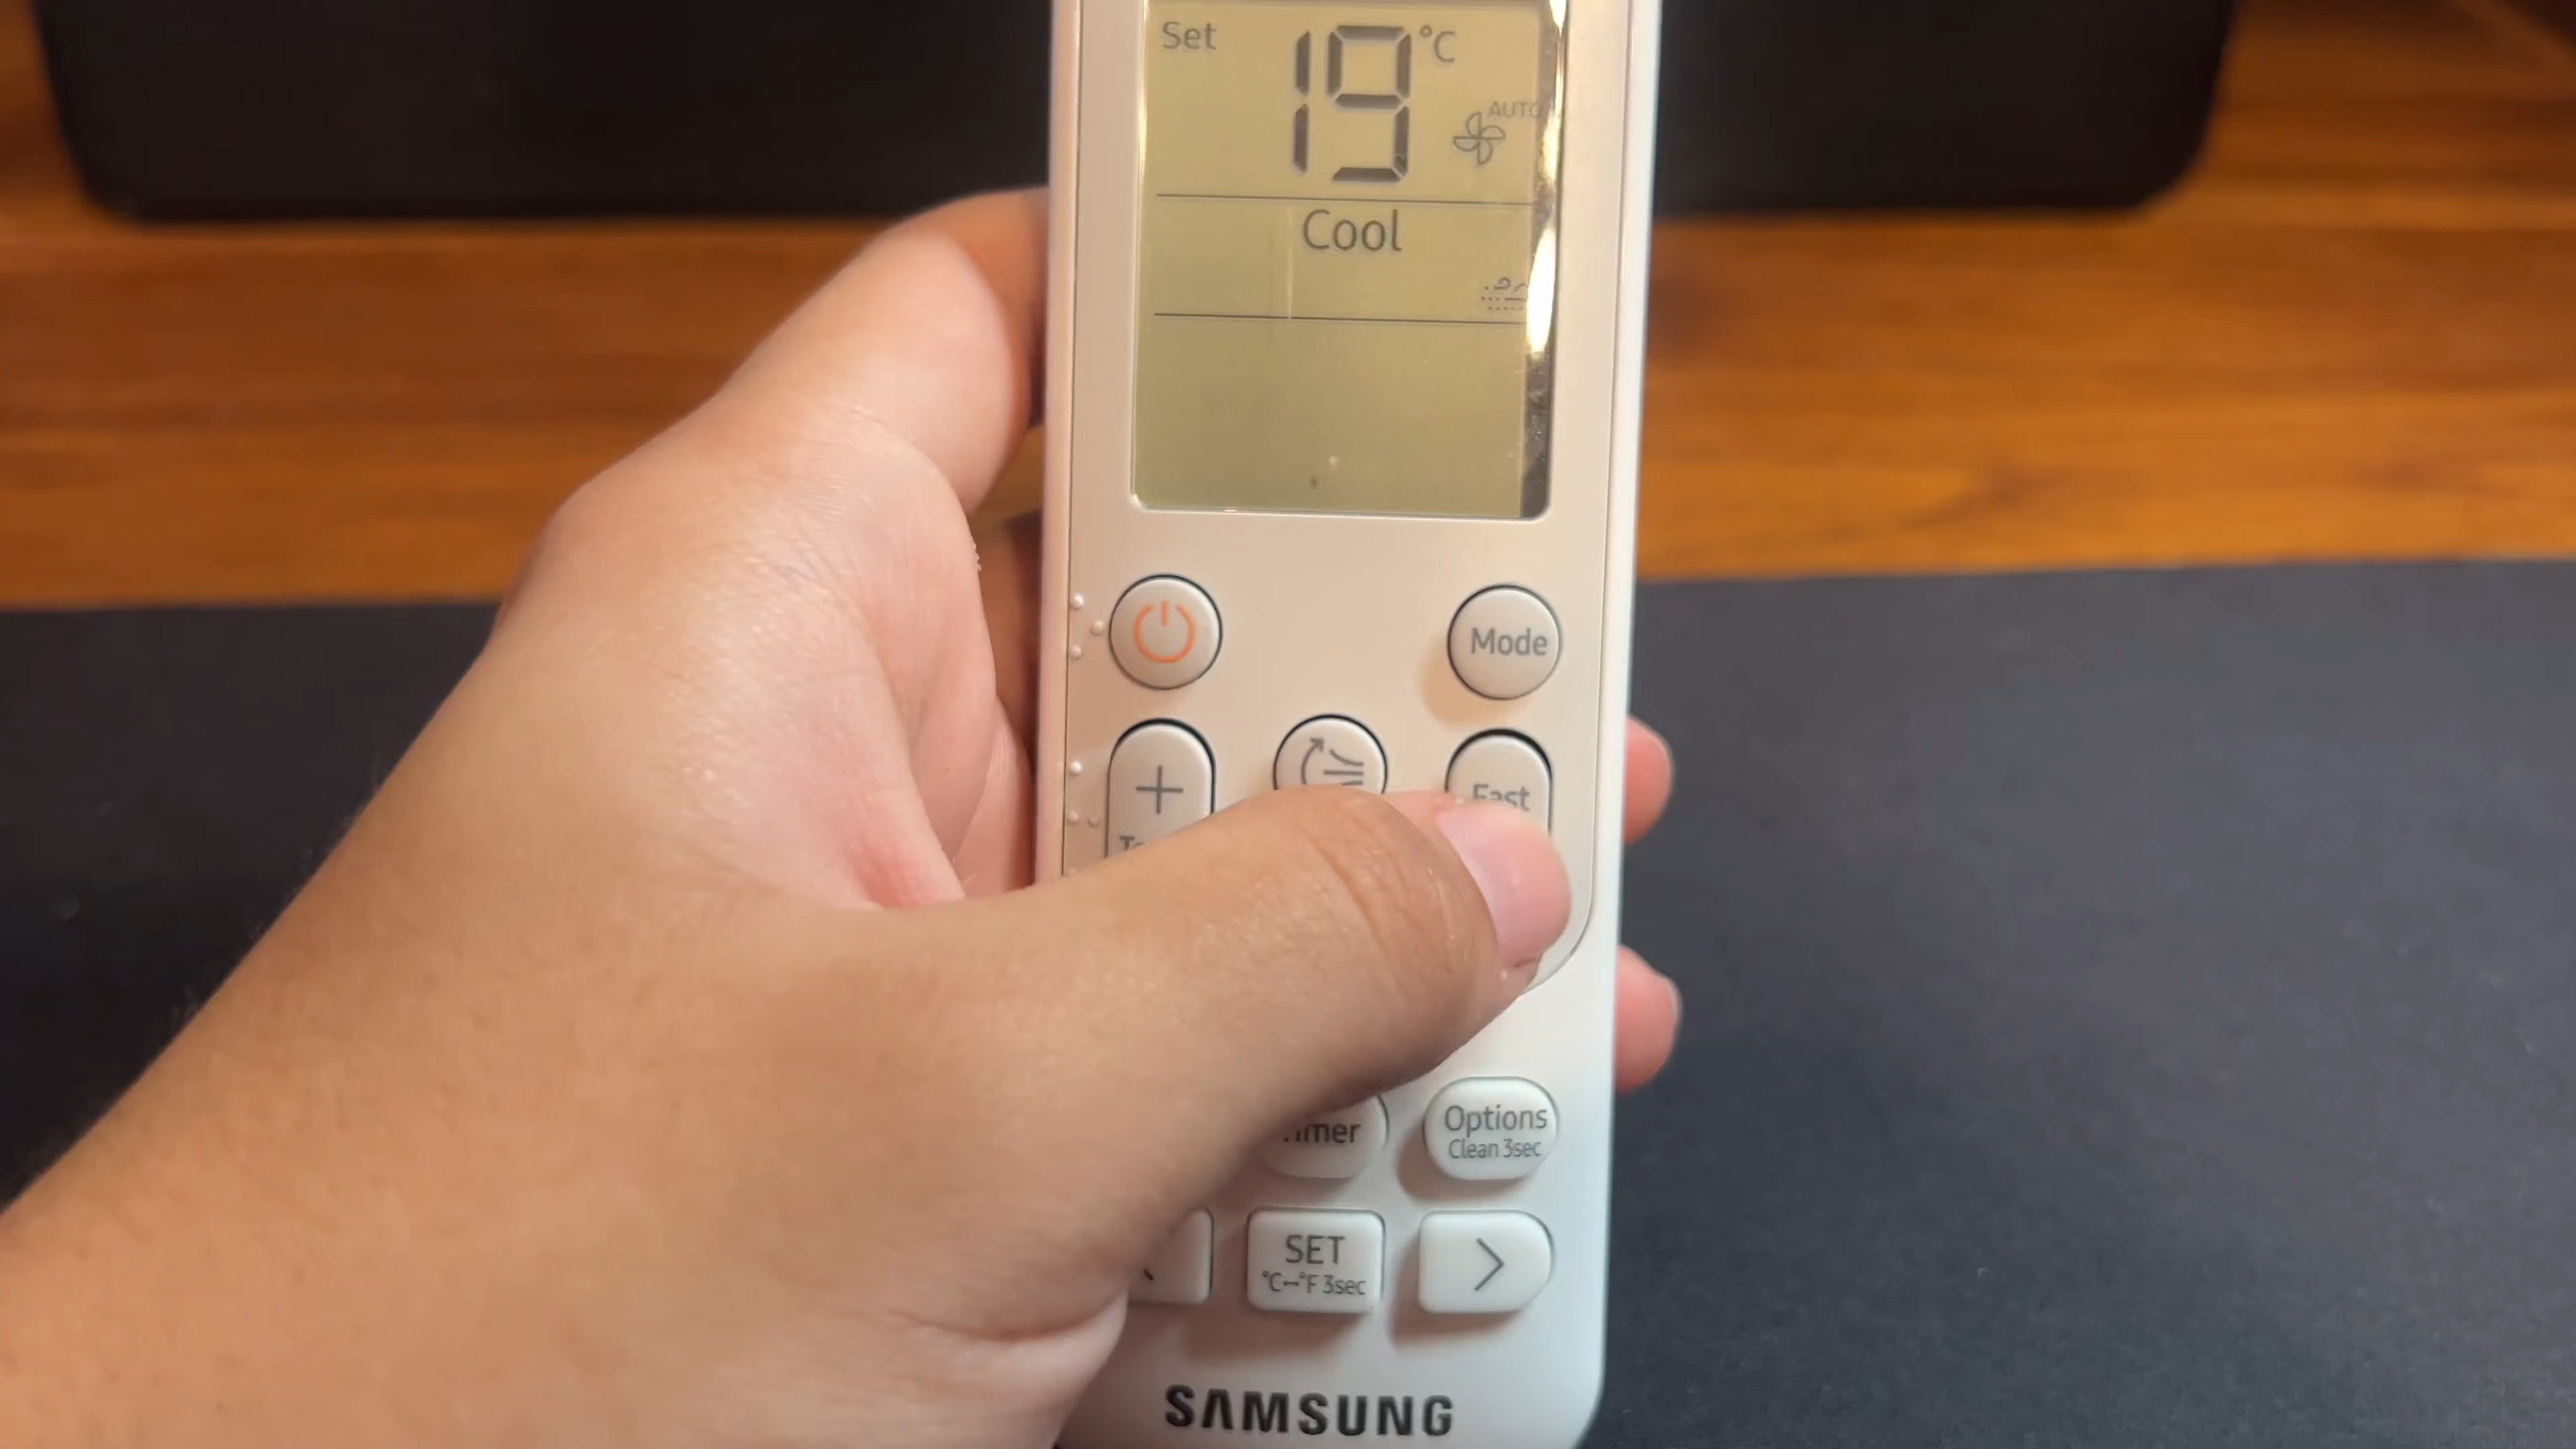 Set 19 °C
AUTO
Cool
Mode
+
Fast
Options
Clean 3sec
SET
°C↔°F 3sec
>
SAMSUNG